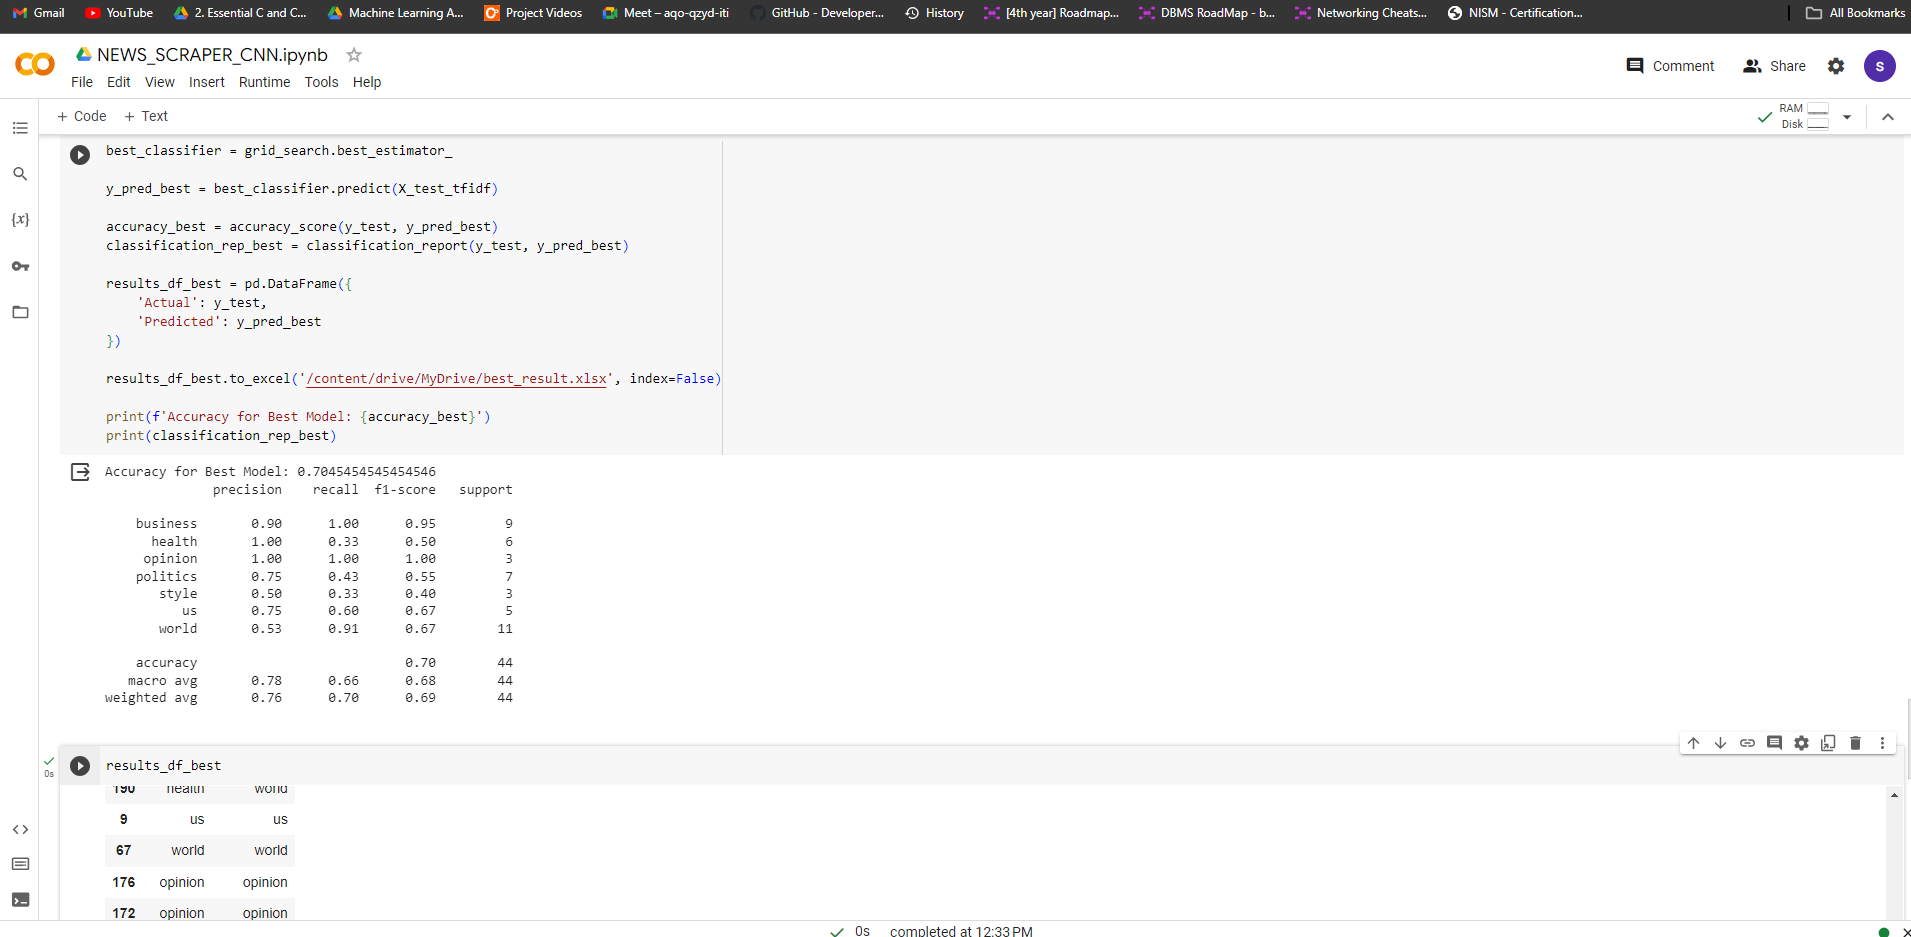 Gmail YouTube 2. Essential C and C... Machine Learning A... Project Videos Meet – aqo-qzyd-iti GitHub - Developer... History [4th year] Roadmap... DBMS RoadMap - b... Networking Cheats... NISM - Certification... All Bookmarks
CO NEWS_SCRAPER_CNN.ipynb
File Edit View Insert Runtime Tools Help
Comment Share S
+ Code + Text
RAM
Disk
best_classifier = grid_search.best_estimator_
y_pred_best = best_classifier.predict(X_test_tfidf)
accuracy_best = accuracy_score(y_test, y_pred_best)
classification_rep_best = classification_report(y_test, y_pred_best)
results_df_best = pd.DataFrame({
    'Actual': y_test,
    'Predicted': y_pred_best
})
results_df_best.to_excel('/content/drive/MyDrive/best_result.xlsx', index=False)
print(f'Accuracy for Best Model: {accuracy_best}')
print(classification_rep_best)
Accuracy for Best Model: 0.7045454545454546
precision recall f1-score support
business 0.90 1.00 0.95 9
health 1.00 0.33 0.50 6
opinion 1.00 1.00 1.00 3
politics 0.75 0.43 0.55 7
style 0.50 0.33 0.40 3
us 0.75 0.60 0.67 5
world 0.53 0.91 0.67 11
accuracy 0.70 44
macro avg 0.78 0.66 0.68 44
weighted avg 0.76 0.70 0.69 44
results_df_best
0s
190 health world
9 us us
67 world world
176 opinion opinion
172 opinion opinion
0s completed at 12:33 PM